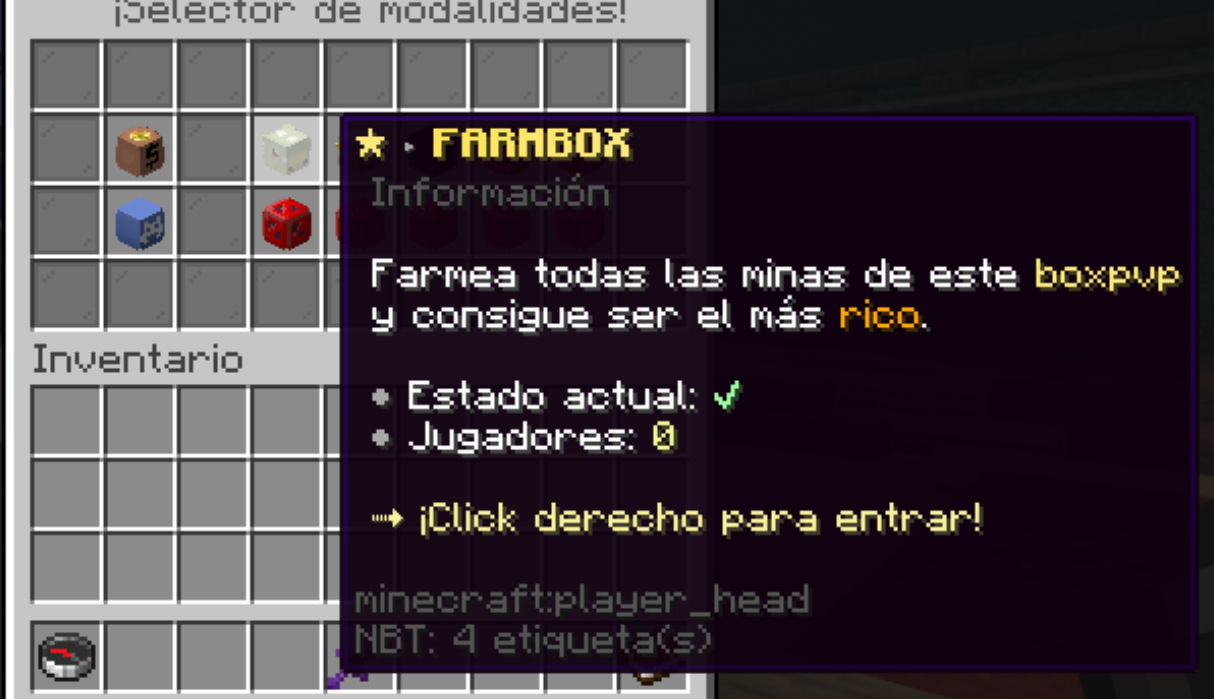 ¡Selector de modalidades!
★ ▸ FARMBOX
Información
Farmea todas las minas de este boxpvp
y consigue ser el más rico.
● Estado actual: ✔
● Jugadores: 0
➟ ¡Click derecho para entrar!
minecraft:player_head
NBT: 4 etiqueta(s)
Inventario